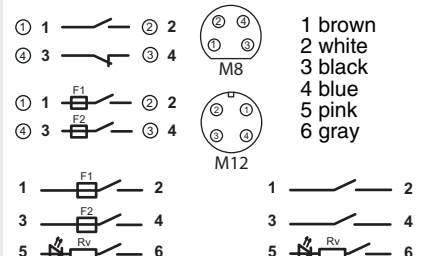 ① 1 ② 2
④ 3 ③ 4
② ④
① ③
M8
1 brown
2 white
3 black
4 blue
5 pink
6 gray
F1
① 1 ② 2
F2
④ 3 ③ 4
② ①
③ ④
M12
F1
1 2
F2
3 4
Rv
5 6
1 2
3 4
Rv
5 6